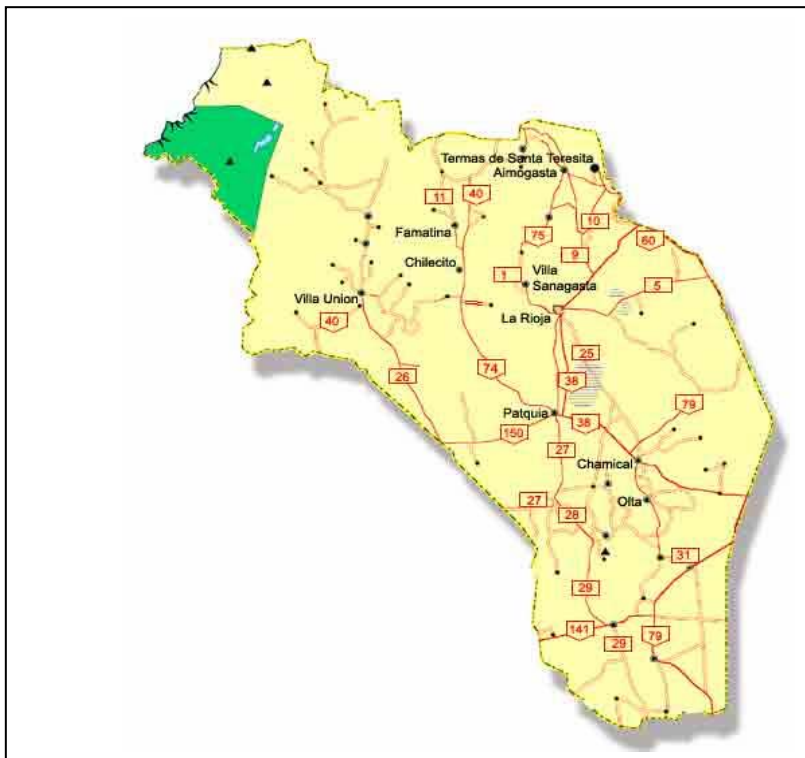 Termas de Santa Teresita
Aimogasta
11
40
10
75
Famatina
60
9
Chilecito
1
Villa
Sanagasta
5
Villa Union
La Rioja
40
25
74
26
38
79
Patquia
38
150
27
Chamical
27
Olta
28
31
29
141
29
79